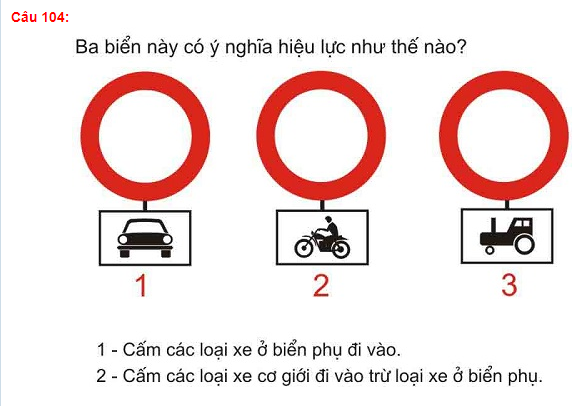 Câu 104:
Ba biển này có ý nghĩa hiệu lực như thế nào?
1 2 3
1 - Cấm các loại xe ở biển phụ đi vào.
2 - Cấm các loại xe cơ giới đi vào trừ loại xe ở biển phụ.